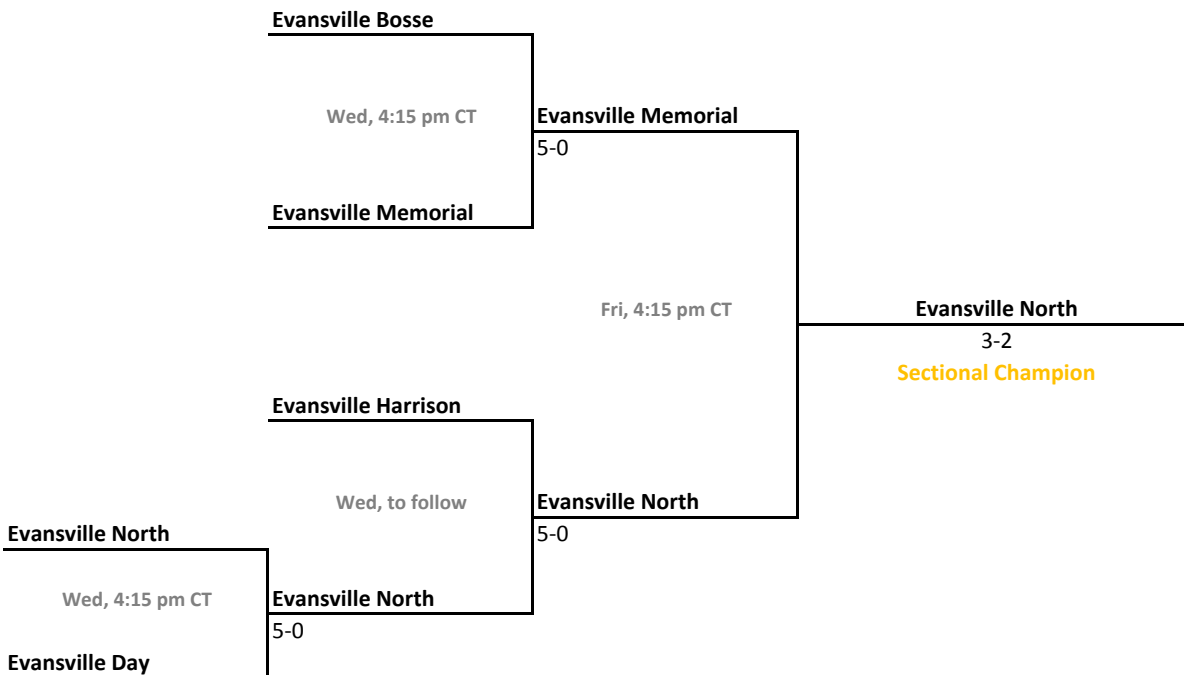 Evansville Bosse
Wed, 4:15 pm CT
Evansville Memorial
5-0
Evansville Memorial
Fri, 4:15 pm CT
Evansville North
3-2
Sectional Champion
Evansville Harrison
Wed, to follow
Evansville North
5-0
Evansville North
Wed, 4:15 pm CT
Evansville North
5-0
Evansville Day